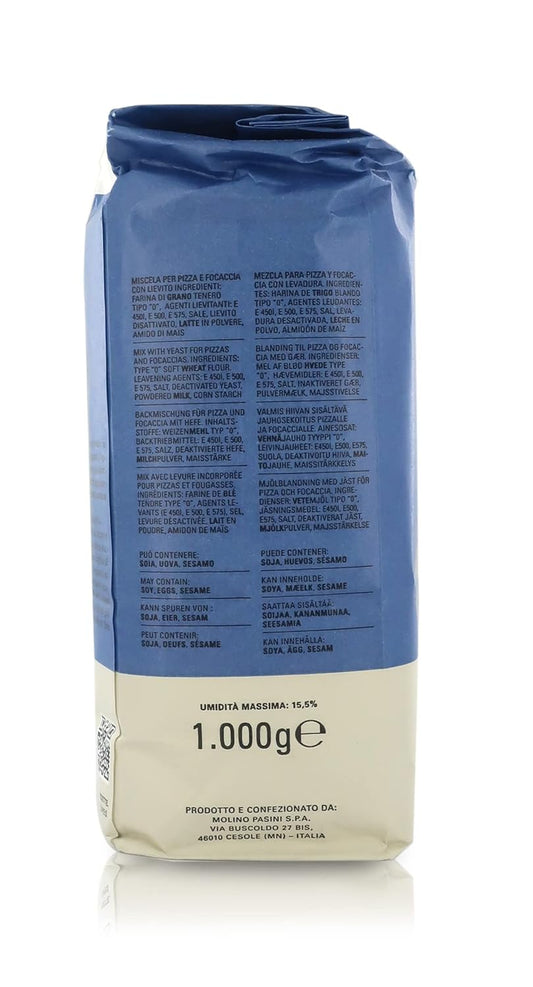 MISCELA PER PIZZA E FOCACCIA
CON LIEVITO INGREDIENTI:
FARINA DI GRANO TENERO
TIPO "0", AGENTI LIEVITANTI: E
450I, E 500, E 575, SALE, LIEVITO
DISATTIVATO, LATTE IN POLVERE,
AMIDO DI MAIS
MIX WITH YEAST FOR PIZZAS
AND FOCACCIAS. INGREDIENTS:
TYPE "0" SOFT WHEAT FLOUR.
LEAVENING AGENTS: E 450I, E 500,
E 575, SALT, DEACTIVATED YEAST,
POWDERED MILK, CORN STARCH
BACKMISCHUNG FÜR PIZZA UND
FOCACCIA MIT HEFE. INHALTS-
STOFFE: WEIZENMEHL TYP "0",
BACKTRIEBMITTEL: E 450I, E 500,
E 575, SALZ, DEAKTIVIERTE HEFE,
MILCHPULVER, MAISSTÄRKE
MIX AVEC LEVURE INCORPORÉE
POUR PIZZAS ET FOUGASSES.
INGRÉDIENTS: FARINE DE BLÉ
TENDRE TYPE "0", AGENTS LE-
VANTS (E 450I, E 500, E 575), SEL,
LEVURE DÉSACTIVÉE, LAIT EN
POUDRE, AMIDON DE MAÏS
PUÒ CONTENERE:
SOIA, UOVA, SESAMO
MAY CONTAIN:
SOY, EGGS, SESAME
KANN SPUREN VON :
SOJA, EIER, SESAM
PEUT CONTENIR:
SOJA, OEUFS, SÉSAME
MEZCLA PARA PIZZA Y FOCAC-
CIA CON LEVADURA. INGREDIEN-
TES: HARINA DE TRIGO BLANDO
TIPO "0", AGENTES LEUDANTES:
E 450I, E 500, E 575, SAL, LEVA-
DURA DESACTIVADA, LECHE EN
POLVO, ALMIDÓN DE MAÍZ
BLANDING TIL PIZZA OG FOCAC-
CIA MED GÆR. INGREDIENSER:
MEL AF BLØD HVEDE TYPE
"0", HÆVEMIDLER: E 450I, E 500,
E 575, SALT, INAKTIVERET GÆR,
PULVERMÆLK, MAJSSTIVELSE
VALMIS HIIVAN SISÄLTÄVÄ
JAUHOSEKOITUS PIZZALLE
JA FOCACCIALLE. AINESOSAT:
VEHNÄJAUHO TYYPPI "0",
LEIVINJAUHEET: E450I, E500, E575,
SUOLA, DEAKTIVOITU HIIVA, MAI-
TOJAUHE, MAISSITÄRKKELYS
MJÖLBLANDNING MED JÄST FÖR
PIZZA OCH FOCACCIA. INGRE-
DIENSER: VETEMJÖL TIPO "0",
JÄSNINGSMEDEL: E450I, E 500,
E575, SALT, DEAKTIVERAT JÄST,
MJÖLKPULVER, MAJSSTÄRKELSE
PUEDE CONTENER:
SOJA, HUEVOS, SÉSAMO
KAN INNEHOLDE:
SOYA, MÆELK, SESAME
SAATTAA SISÄLTÄÄ:
SOIJAA, KANANMUNAA,
SEESAMIA
KAN INNEHÅLLA:
SOYA, ÄGG, SESAM
UMIDITÀ MASSIMA: 15,5%
1.000g℮
PRODOTTO E CONFEZIONATO DA:
MOLINO PASINI S.P.A.
VIA BUSCOLDO 27 BIS,
46010 CESOLE (MN) – ITALIA